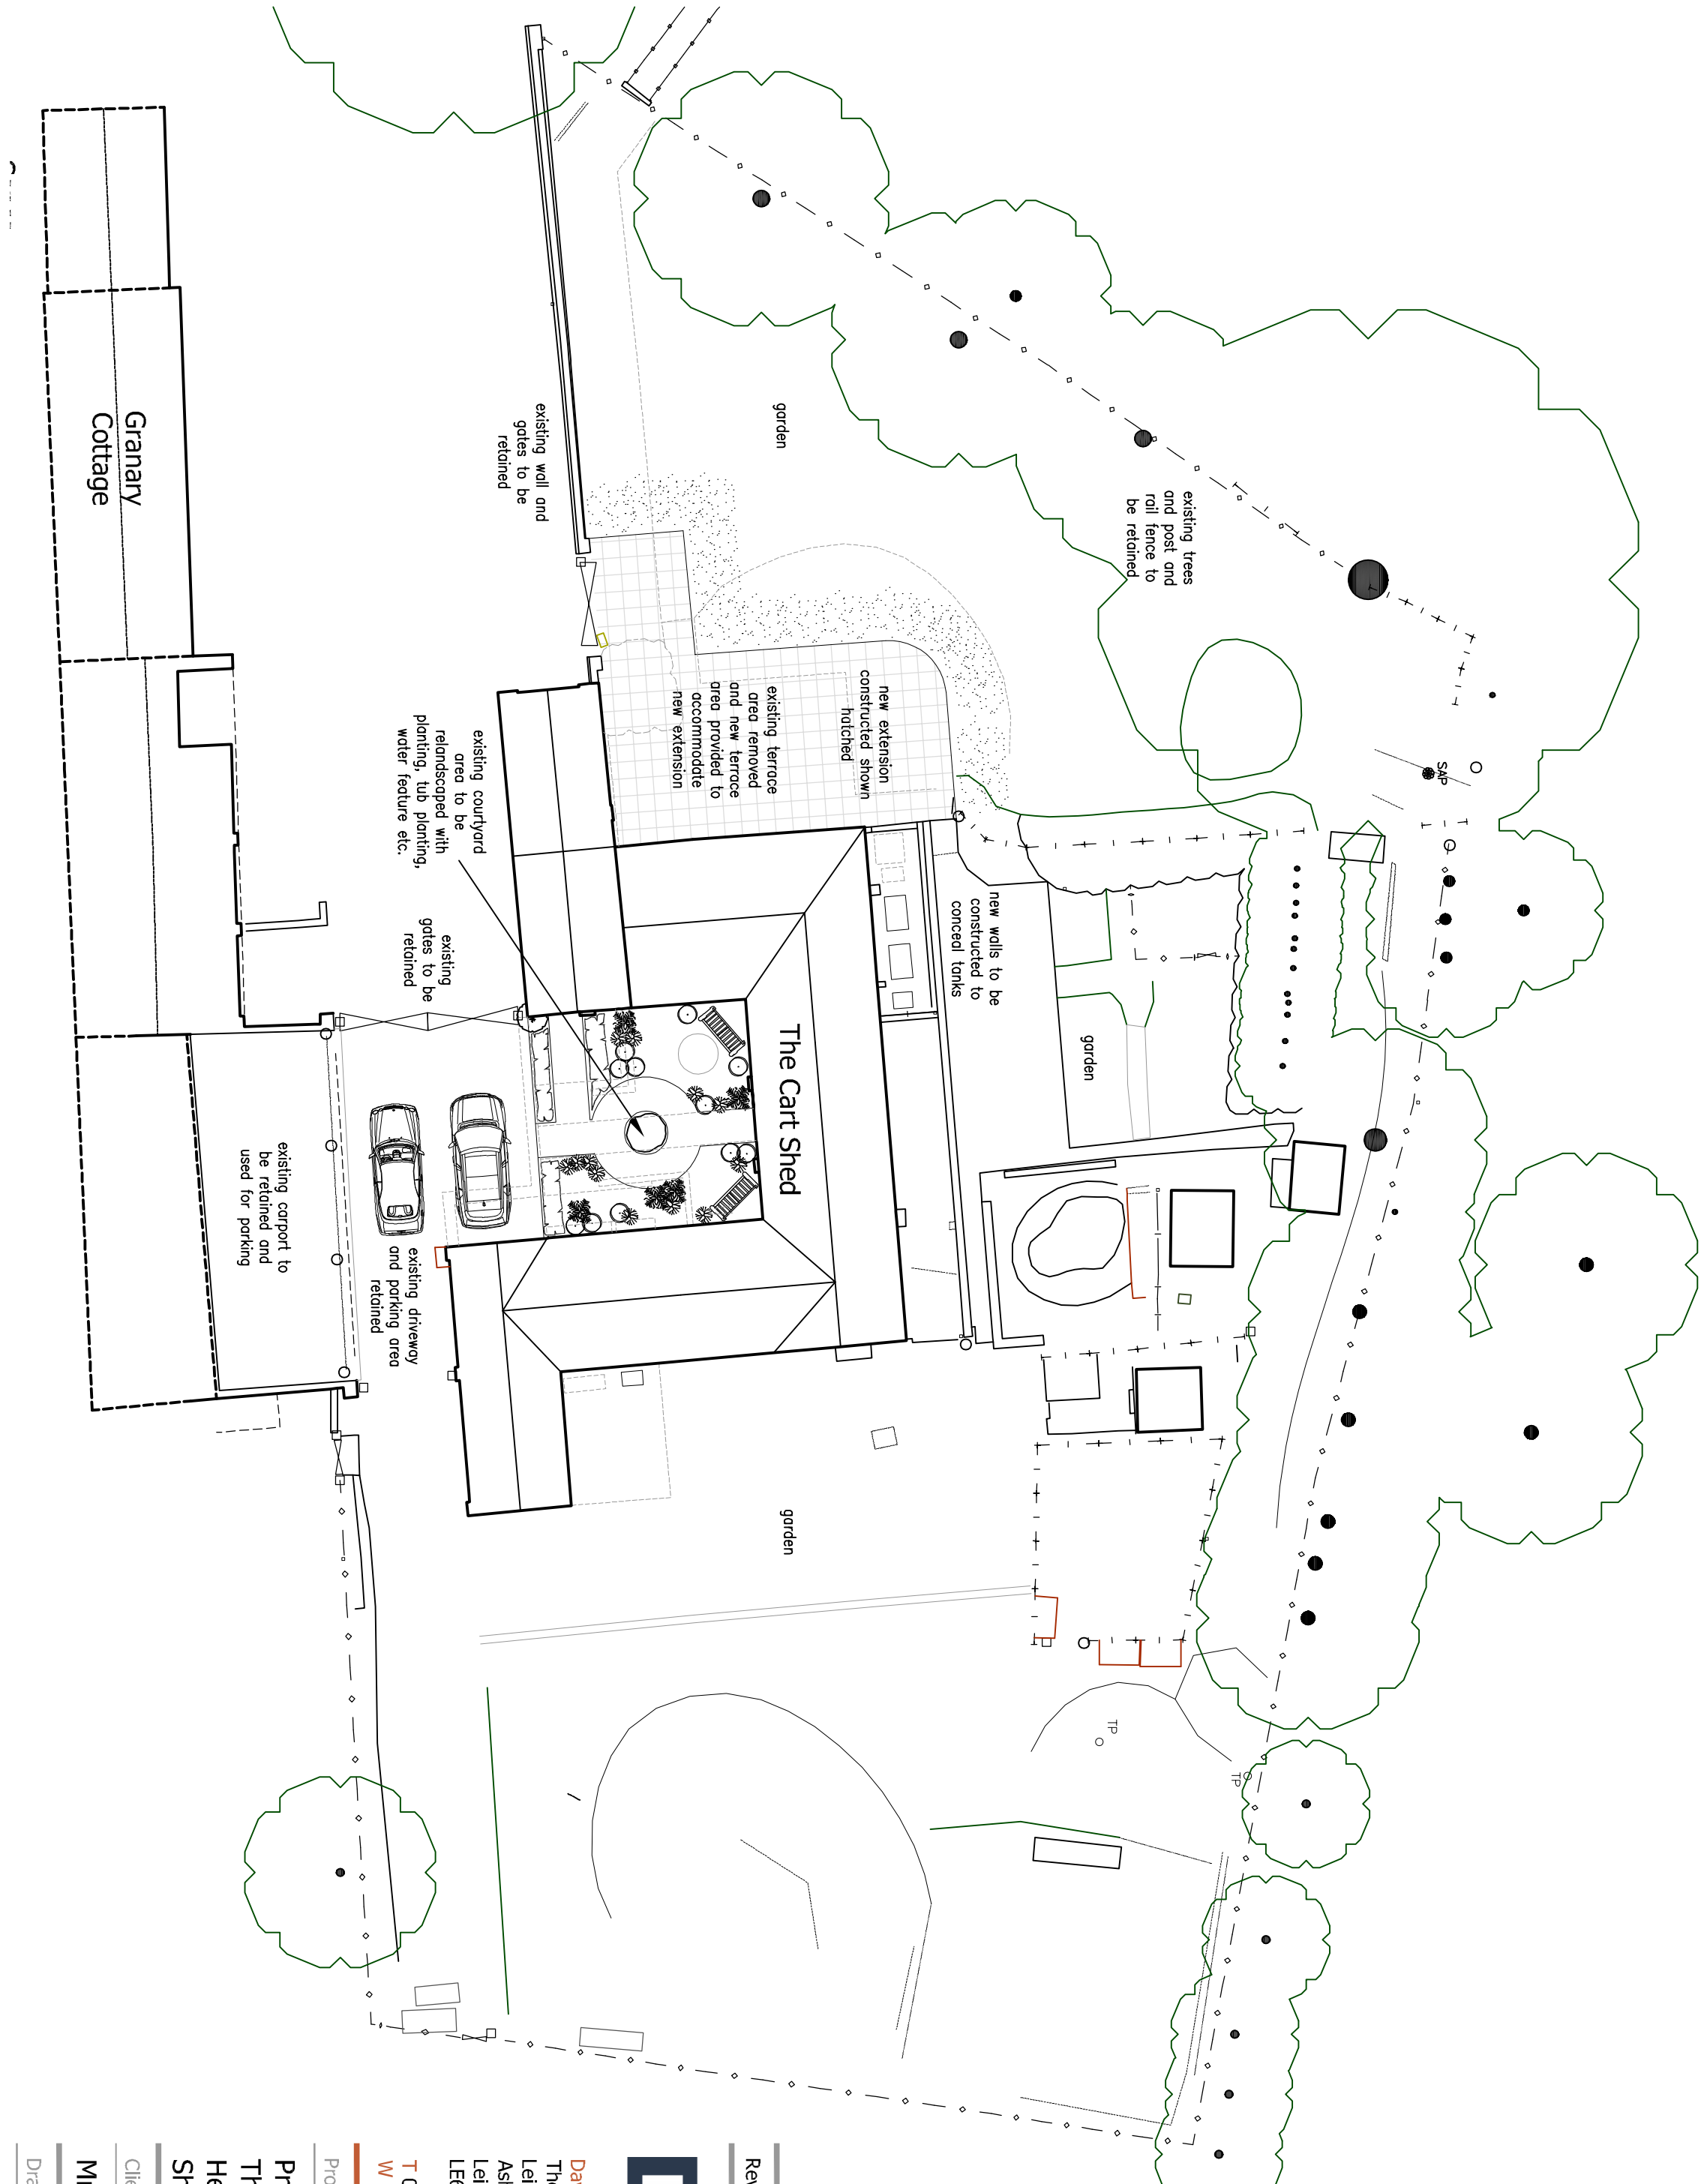 existing trees
and post and
rail fence to
be retained
garden
existing wall and
gates to be
retained
Granary
Cottage
new extension
constructed shown
hatched
existing terrace
area removed
and new terrace
area provided to
accommodate
new extension
SAP
existing courtyard
area to be
relandscaped with
planting, tub planting,
water feature etc.
existing
gates to be
retained
new walls to be
constructed to
conceal tanks
garden
The Cart Shed
existing carport to
be retained and
used for parking
existing driveway
and parking area
retained
garden
TP
TP